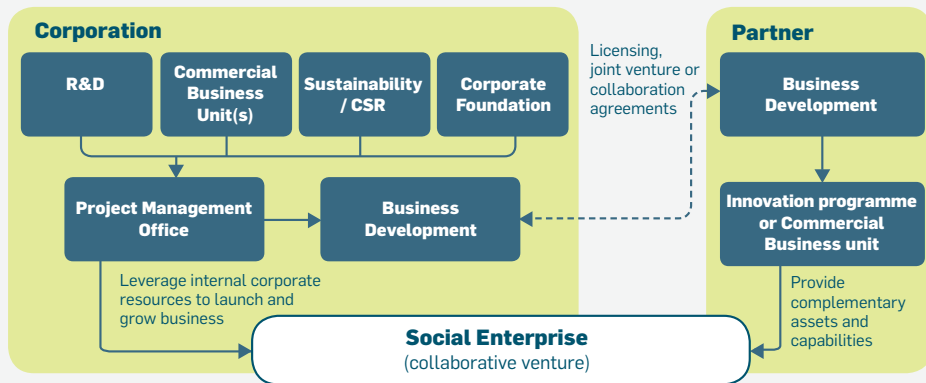 Corporation
R&D
Commercial
Business
Unit(s)
Sustainability
/ CSR
Corporate
Foundation
Licensing,
joint venture or
collaboration
agreements
Partner
Business
Development
Project Management
Office
Business
Development
Innovation programme
or Commercial
Business unit
Leverage internal corporate
resources to launch and
grow business
Provide
complementary
assets and
capabilities
Social Enterprise
(collaborative venture)